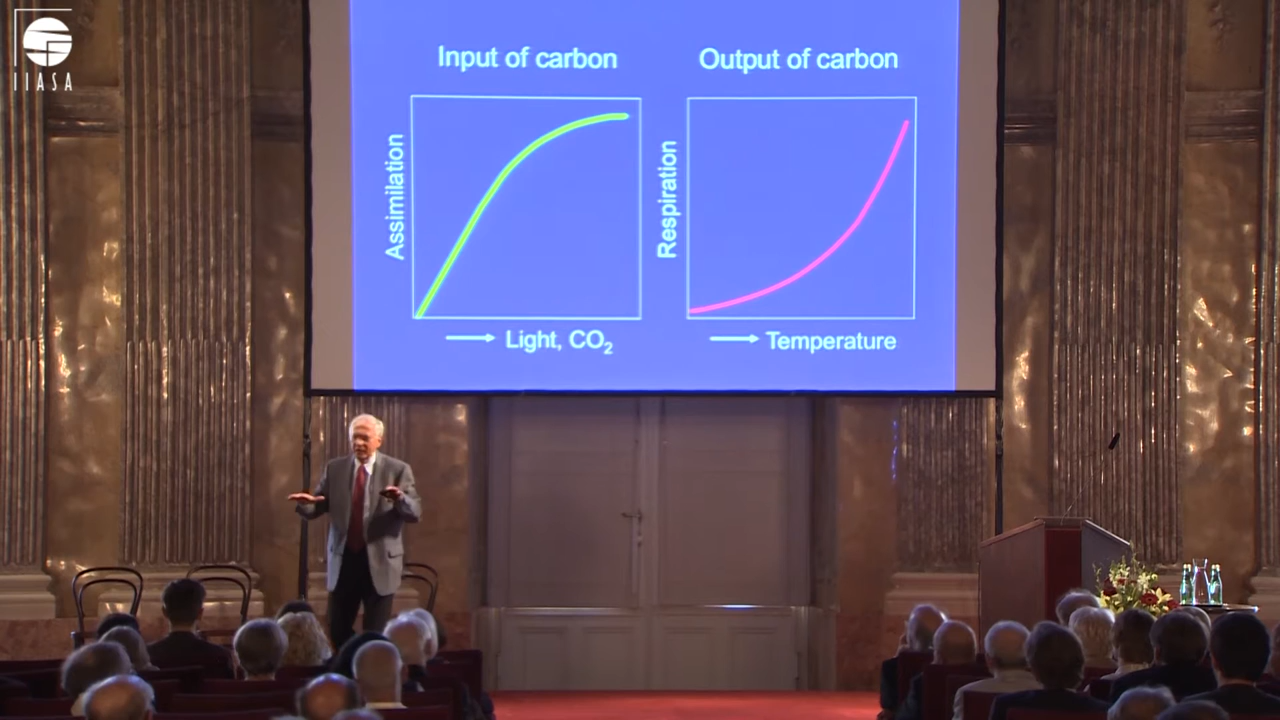 IIASA
Input of carbon
Output of carbon
Assimilation
Respiration
Light, CO₂
Temperature